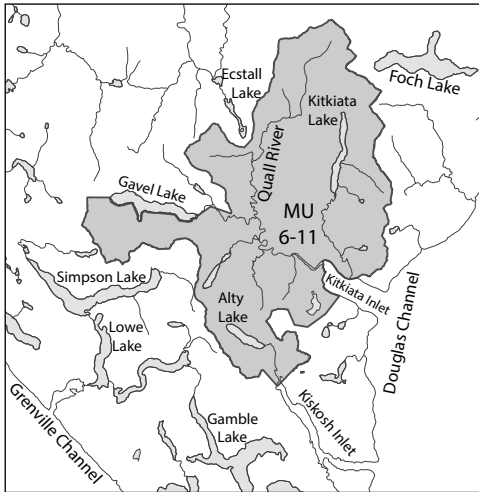 Ecstall
Lake
Foch Lake
Kitkiata
Lake
Quall River
Gavel Lake
MU
6-11
Simpson Lake
Kitkiata Inlet
Alty
Lake
Lowe
Lake
Douglas Channel
Grenville Channel
Kiskosh Inlet
Gamble
Lake